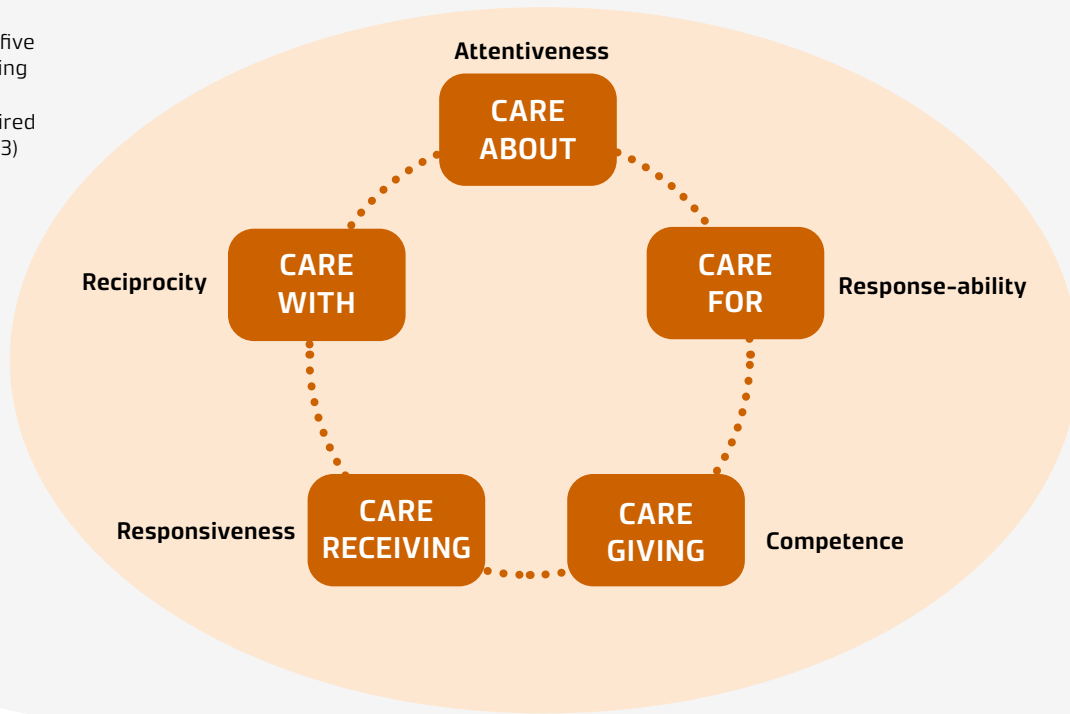 five
ing
ired
3)
Attentiveness
CARE
ABOUT
CARE
FOR
Response-ability
CARE
GIVING
Competence
CARE
RECEIVING
Responsiveness
CARE
WITH
Reciprocity